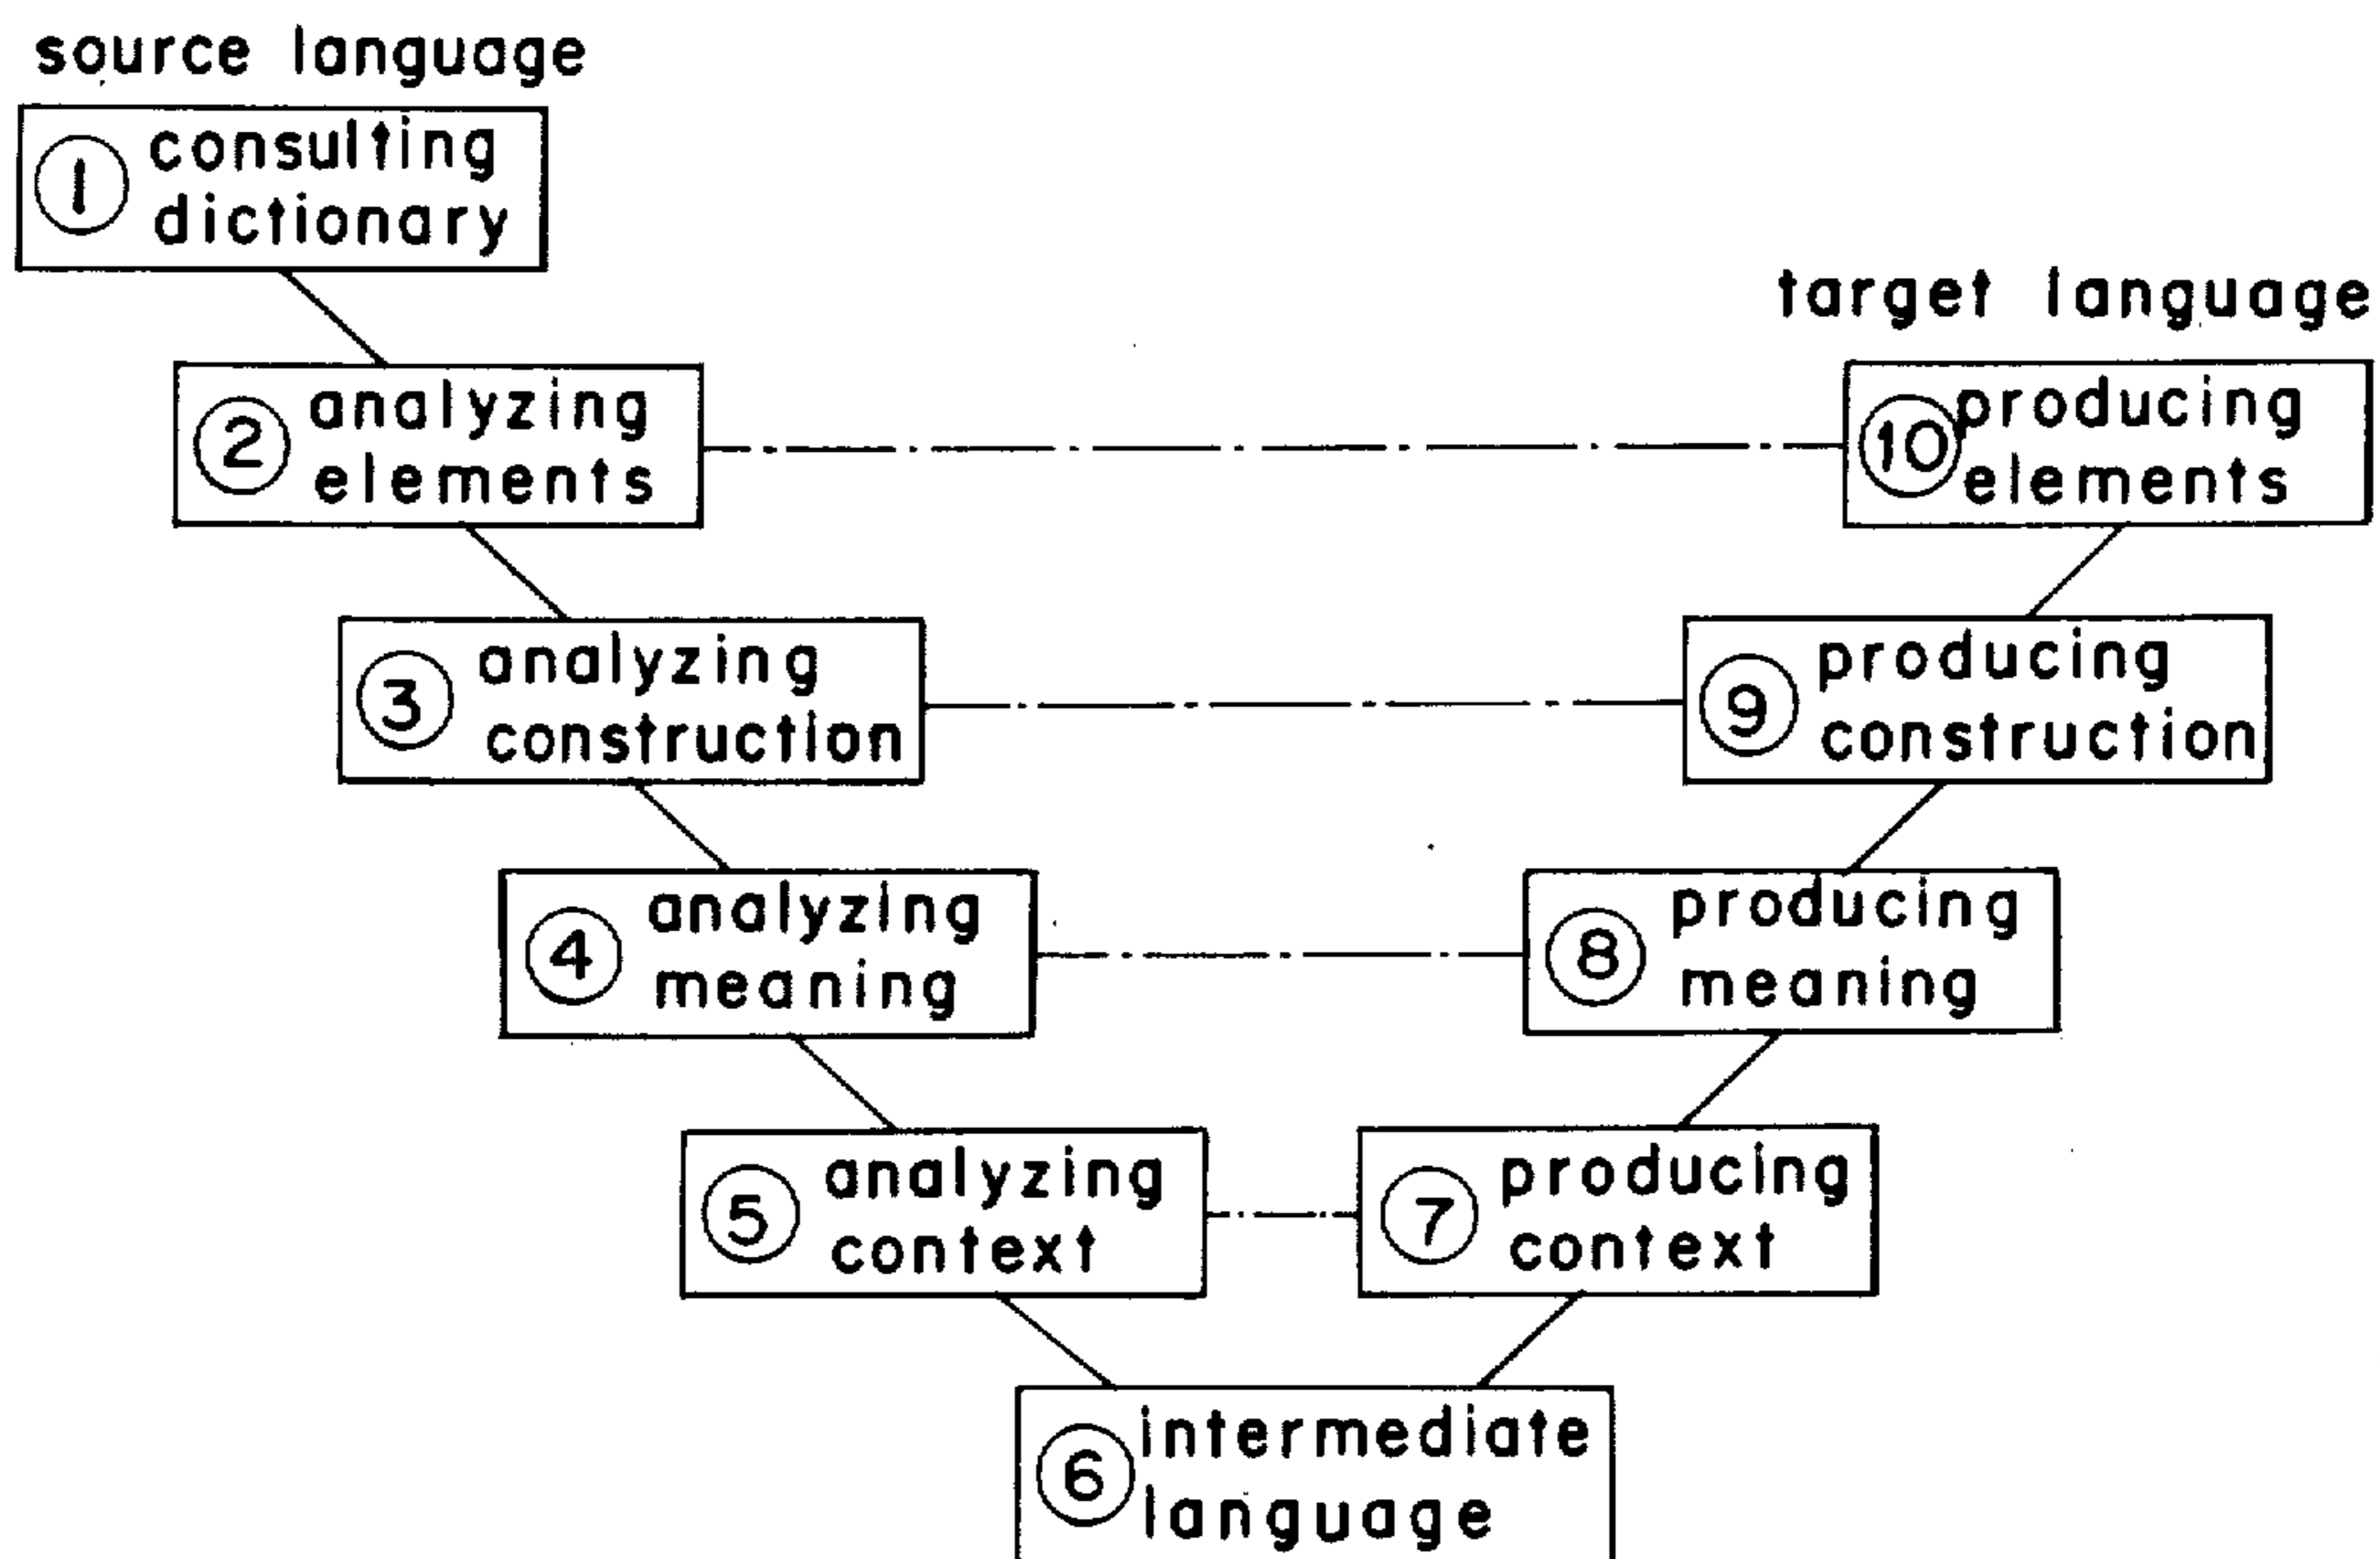 source language
① consulting
dictionary
target language
② analyzing
elements
⑩ producing
elements
③ analyzing
construction
⑨ producing
construction
④ analyzing
meaning
⑧ producing
meaning
⑤ analyzing
context
⑦ producing
context
⑥ intermediate
language